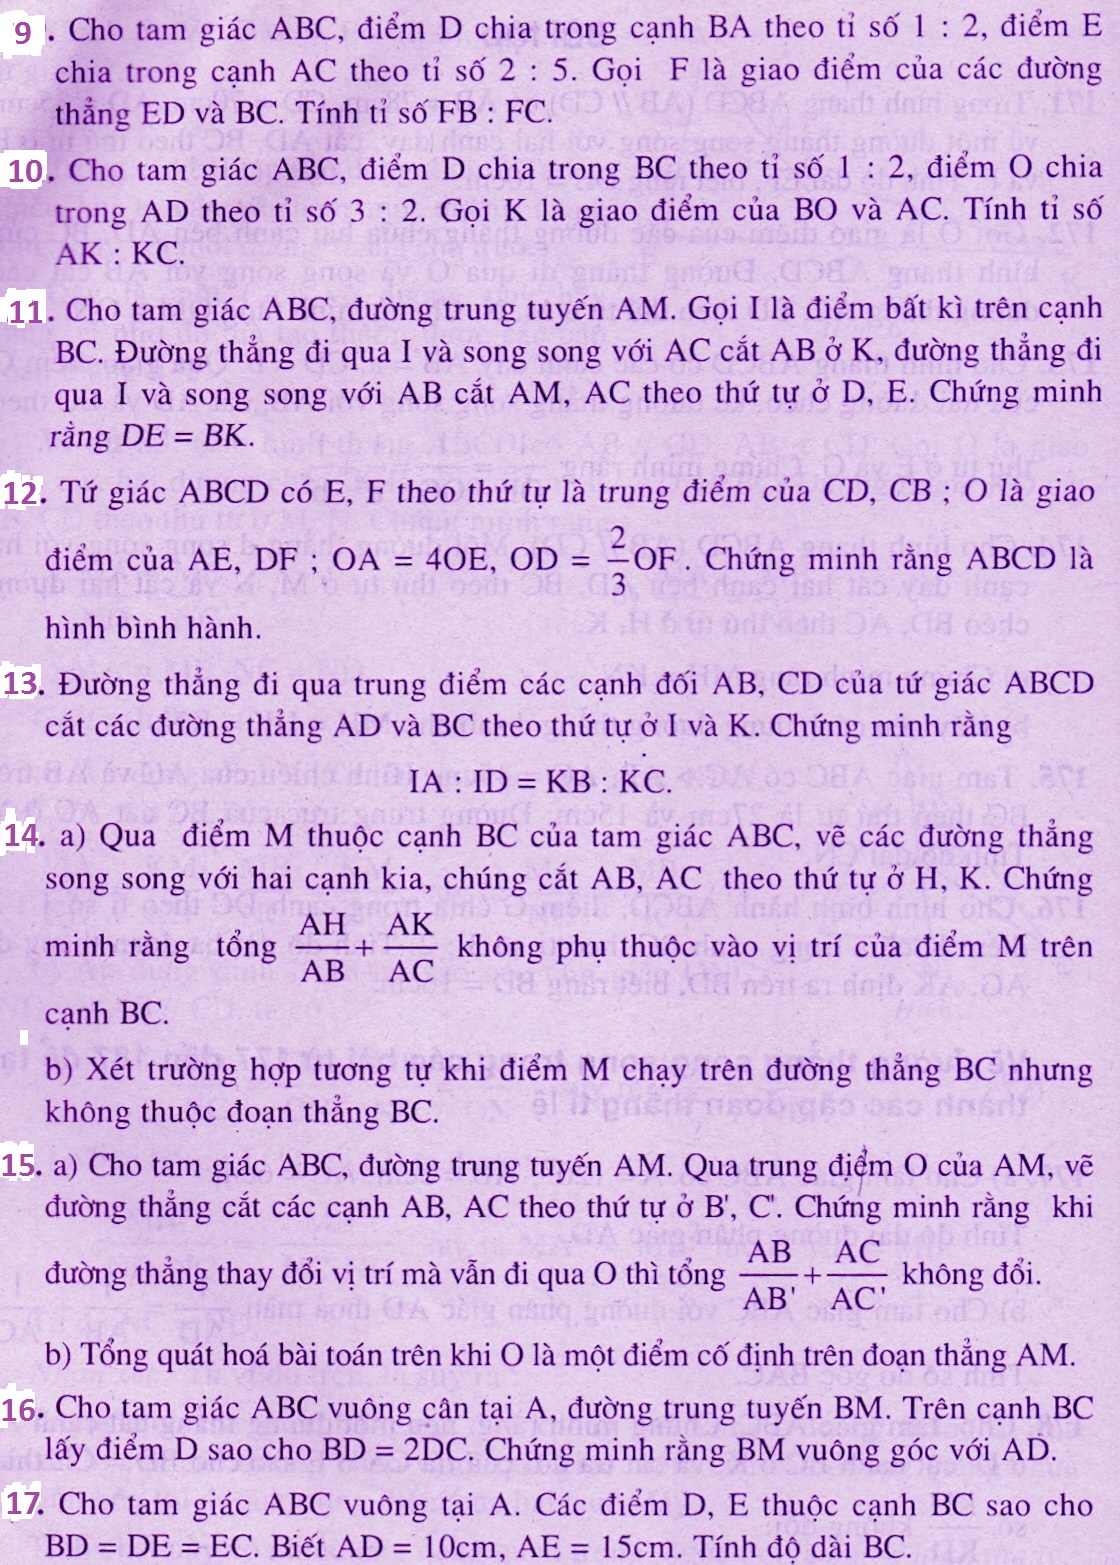 9. Cho tam giác ABC, điểm D chia trong cạnh BA theo tỉ số 1 : 2, điểm E
chia trong cạnh AC theo tỉ số 2 : 5. Gọi F là giao điểm của các đường
thẳng ED và BC. Tính tỉ số FB : FC.
10. Cho tam giác ABC, điểm D chia trong BC theo tỉ số 1 : 2, điểm O chia
trong AD theo tỉ số 3 : 2. Gọi K là giao điểm của BO và AC. Tính tỉ số
AK : KC.
11. Cho tam giác ABC, đường trung tuyến AM. Gọi I là điểm bất kì trên cạnh
BC. Đường thẳng đi qua I và song song với AC cắt AB ở K, đường thẳng đi
qua I và song song với AB cắt AM, AC theo thứ tự ở D, E. Chứng minh
rằng DE = BK.
12. Tứ giác ABCD có E, F theo thứ tự là trung điểm của CD, CB ; O là giao
điểm của AE, DF ; OA = 4OE, OD = 2/3 OF. Chứng minh rằng ABCD là
hình bình hành.
13. Đường thẳng đi qua trung điểm các cạnh đối AB, CD của tứ giác ABCD
cắt các đường thẳng AD và BC theo thứ tự ở I và K. Chứng minh rằng
IA : ID = KB : KC.
14. a) Qua điểm M thuộc cạnh BC của tam giác ABC, vẽ các đường thẳng
song song với hai cạnh kia, chúng cắt AB, AC theo thứ tự ở H, K. Chứng
minh rằng tổng AH/AB + AK/AC không phụ thuộc vào vị trí của điểm M trên
cạnh BC.
b) Xét trường hợp tương tự khi điểm M chạy trên đường thẳng BC nhưng
không thuộc đoạn thẳng BC.
15. a) Cho tam giác ABC, đường trung tuyến AM. Qua trung điểm O của AM, vẽ
đường thẳng cắt các cạnh AB, AC theo thứ tự ở B', C'. Chứng minh rằng khi
đường thẳng thay đổi vị trí mà vẫn đi qua O thì tổng AB/AB' + AC/AC' không đổi.
b) Tổng quát hoá bài toán trên khi O là một điểm cố định trên đoạn thẳng AM.
16. Cho tam giác ABC vuông cân tại A, đường trung tuyến BM. Trên cạnh BC
lấy điểm D sao cho BD = 2DC. Chứng minh rằng BM vuông góc với AD.
17. Cho tam giác ABC vuông tại A. Các điểm D, E thuộc cạnh BC sao cho
BD = DE = EC. Biết AD = 10cm, AE = 15cm. Tính độ dài BC.